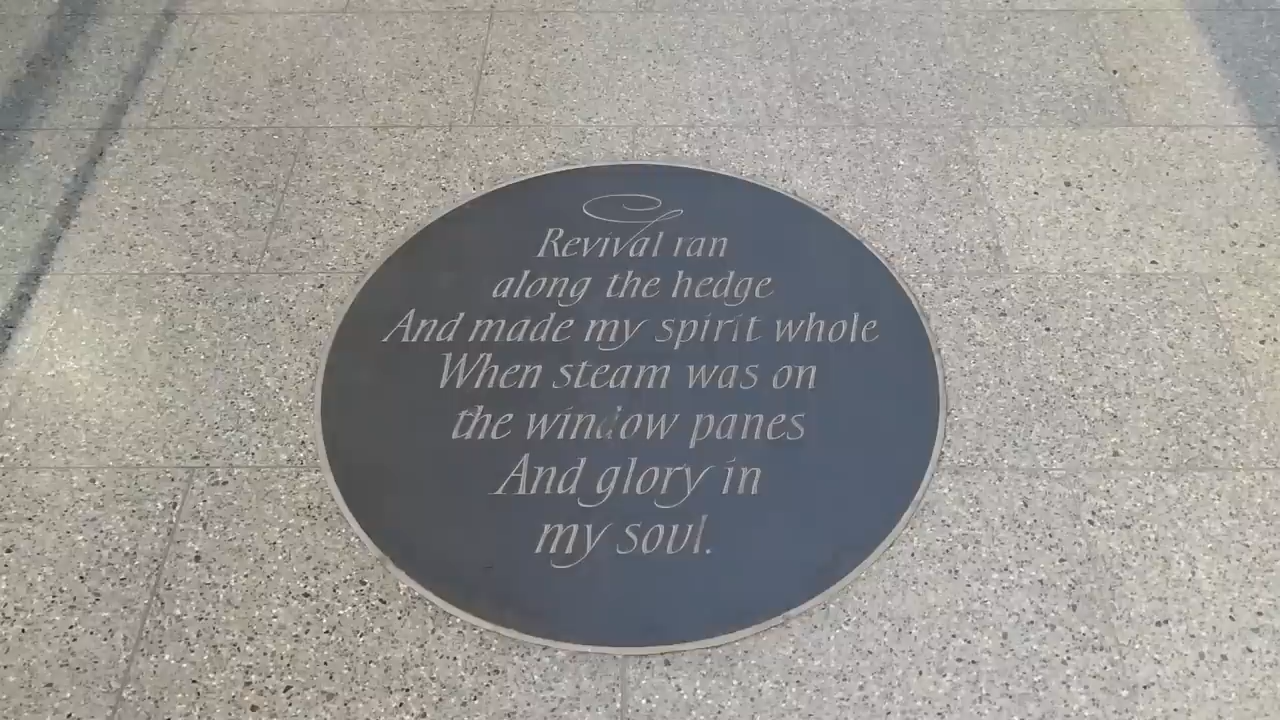 Revival ran
along the hedge
And made my spirit whole
When steam was on
the window panes
And glory in
my soul.